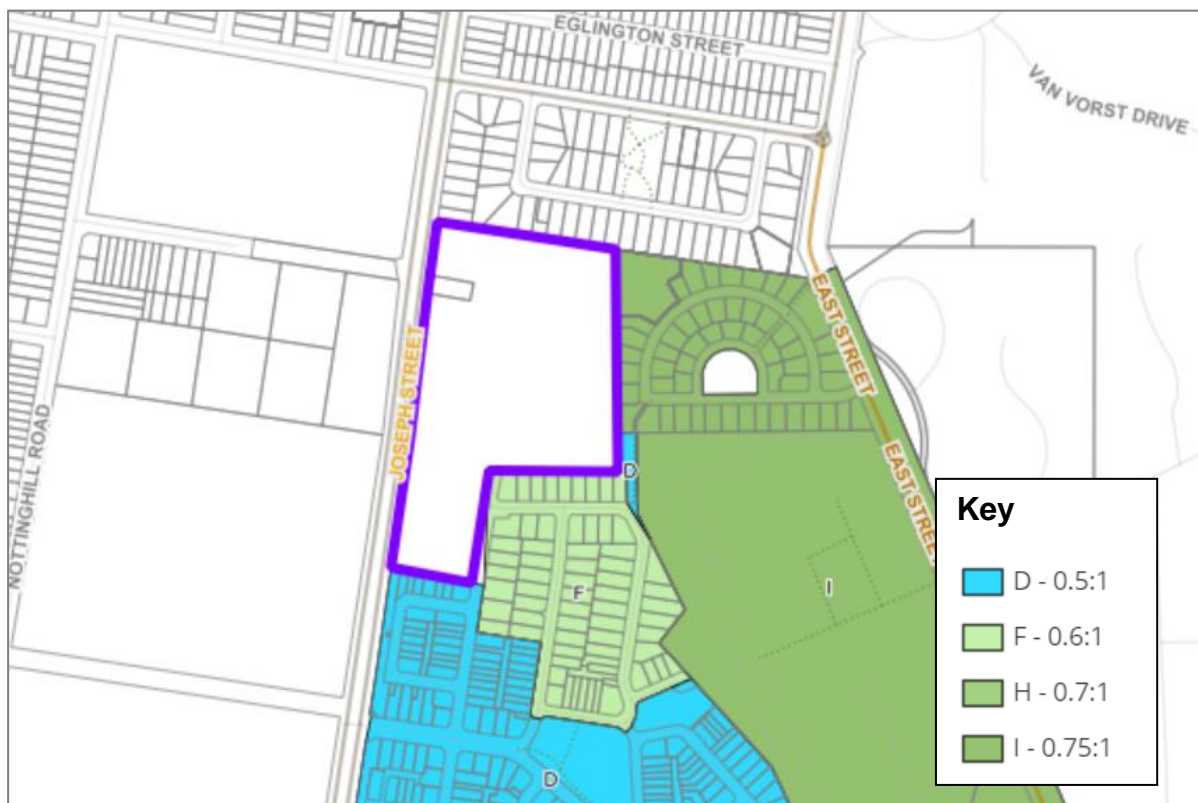 EGLINGTON STREET
VAN VORST DRIVE
JOSEPH STREET
EAST STREET
EAST STREET
NOTTINGHILL ROAD
D
F
I
D
Key
D - 0.5:1
F - 0.6:1
H - 0.7:1
I - 0.75:1